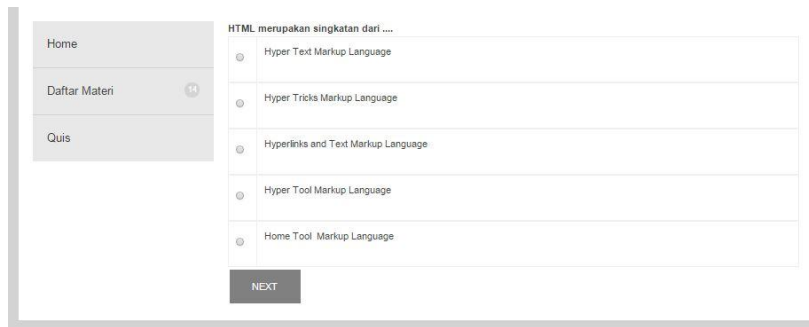 Home
Daftar Materi 14
Quis
HTML merupakan singkatan dari ....
Hyper Text Markup Language
Hyper Tricks Markup Language
Hyperlinks and Text Markup Language
Hyper Tool Markup Language
Home Tool Markup Language
NEXT